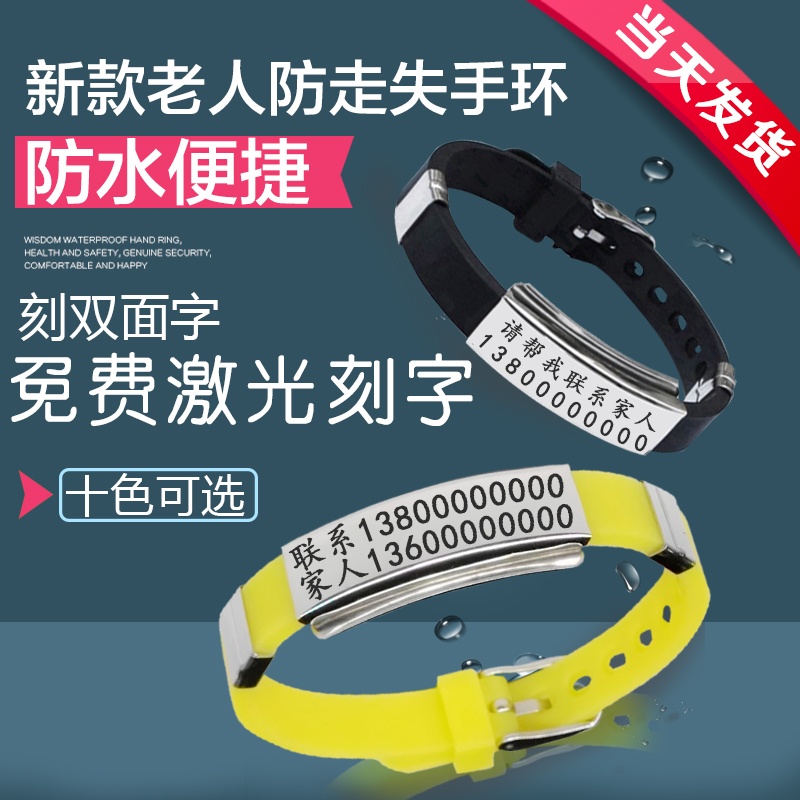 当天发货
新款老人防走失手环
防水便捷
WISDOM WATERPROOF HAND RING,
HEALTH AND SAFETY, GENUINE SECURITY,
COMFORTABLE AND HAPPY
刻双面字
免费激光刻字
十色可选
请帮我联系家人
13800000000
联系13800000000
家人13600000000